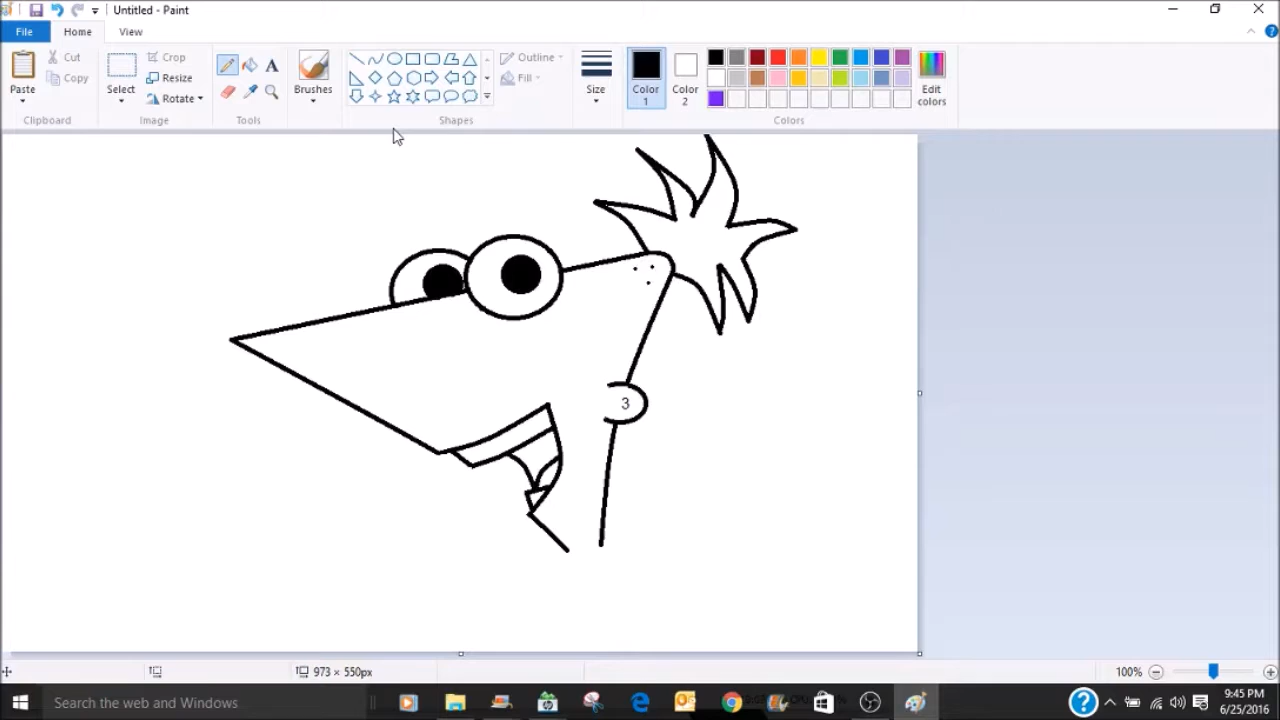 Untitled - Paint
File
Home
View
Paste
Cut
Copy
Clipboard
Select
Crop
Resize
Rotate
Image
A
Tools
Brushes
Shapes
Outline
Fill
Size
Color 1
Color 2
Edit colors
Colors
3
973 × 550px
100%
Search the web and Windows
9:45 PM
6/25/2016